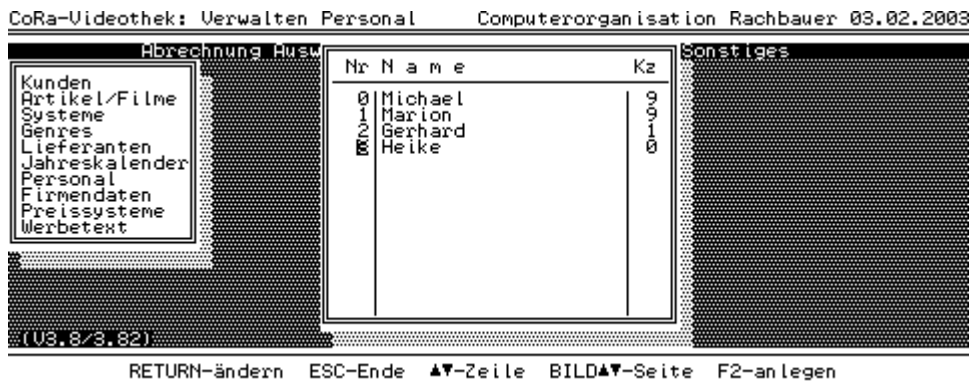 CoRa-Videothek: Verwalten Personal Computerorganisation Rachbauer 03.02.2003
Abrechnung Ausw Sonstiges
Kunden
Artikel/Filme
Systeme
Genres
Lieferanten
Jahreskalender
Personal
Firmendaten
Preissysteme
Werbetext
Nr N a m e Kz
0 Michael 9
1 Marion 9
2 Gerhard 1
Heike 0
(V3.8/3.82)
RETURN-ändern ESC-Ende ▲▼-Zeile BILD▲▼-Seite F2-anlegen